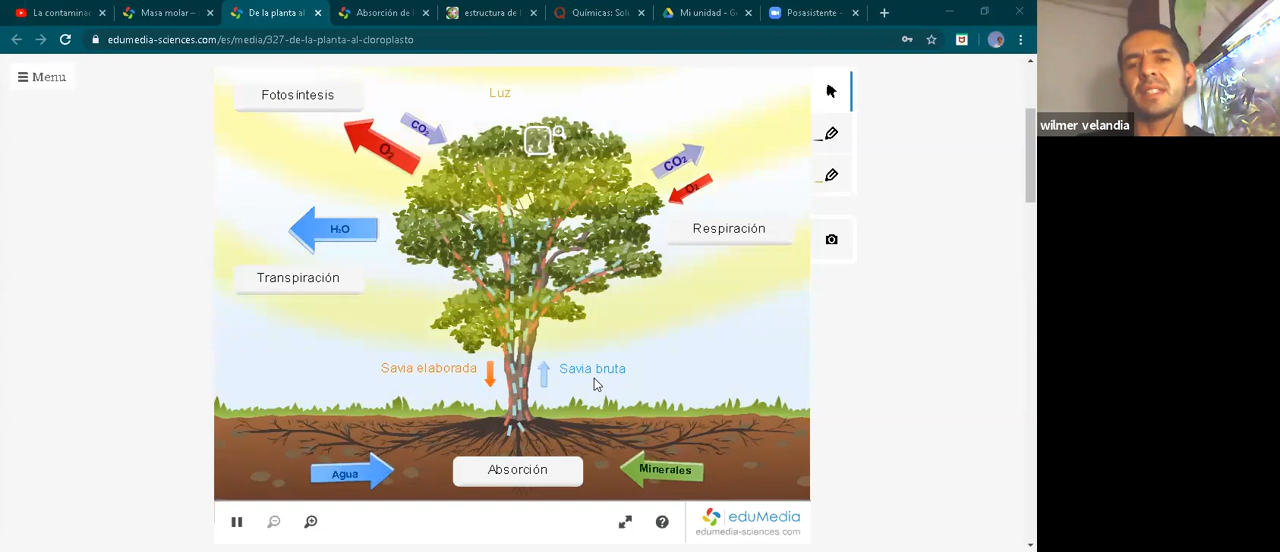 La contaminac
Masa molar –
De la planta al
Absorción de
estructura de
Químicas: Sol
Mi unidad - G
Posasistente -
edumedia-sciences.com/es/media/327-de-la-planta-al-cloroplasto
Menu
wilmer velandia
Fotosíntesis
Luz
CO₂
O₂
CO₂
O₂
H₂O
Respiración
Transpiración
Savia elaborada
Savia bruta
Agua
Absorción
Minerales
eduMedia
edumedia-sciences.com